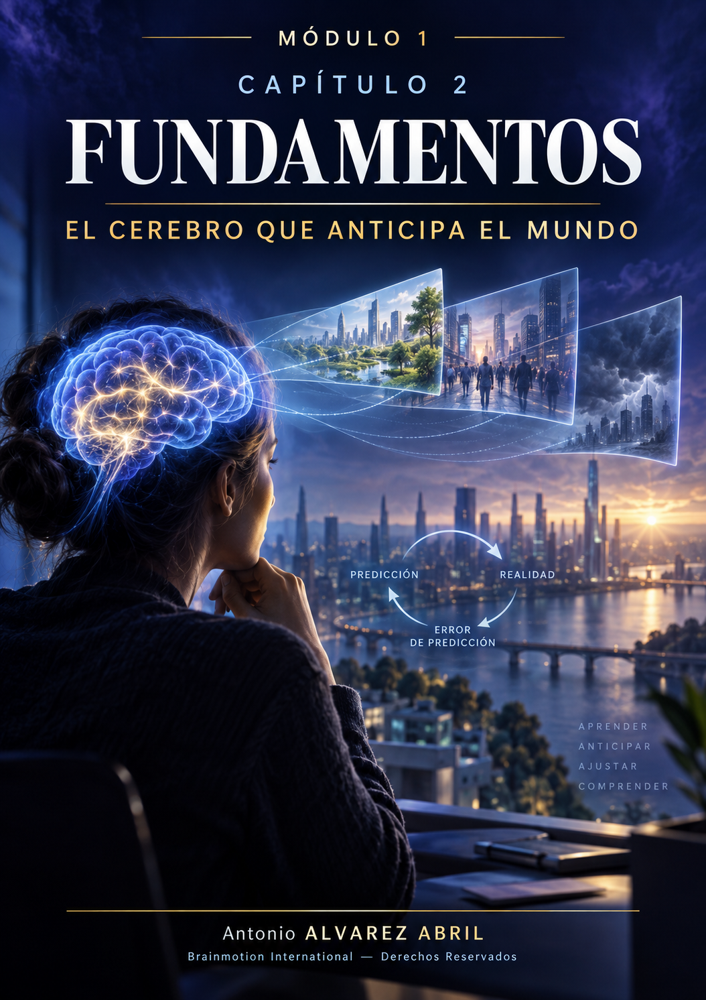 MÓDULO 1
CAPÍTULO 2
FUNDAMENTOS
EL CEREBRO QUE ANTICIPA EL MUNDO
PREDICCIÓN
REALIDAD
ERROR
DE PREDICCIÓN
APRENDER
ANTICIPAR
AJUSTAR
COMPRENDER
Antonio ALVAREZ ABRIL
Brainmotion International — Derechos Reservados